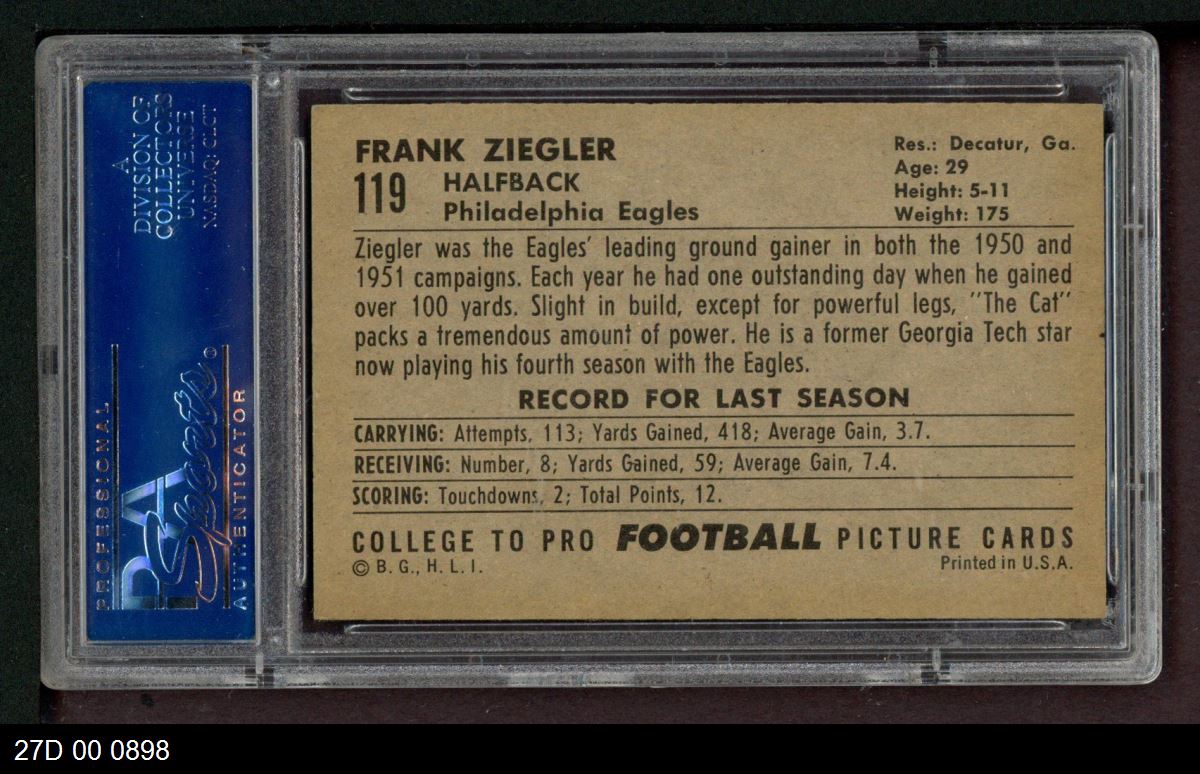 A
DIVISION OF
COLLECTORS
UNIVERSE
NASDAQ: CLCT
PROFESSIONAL
PSA
Sports®
AUTHENTICATOR
FRANK ZIEGLER
119
HALFBACK
Philadelphia Eagles
Res.: Decatur, Ga.
Age: 29
Height: 5-11
Weight: 175
Ziegler was the Eagles' leading ground gainer in both the 1950 and
1951 campaigns. Each year he had one outstanding day when he gained
over 100 yards. Slight in build, except for powerful legs, "The Cat"
packs a tremendous amount of power. He is a former Georgia Tech star
now playing his fourth season with the Eagles.
RECORD FOR LAST SEASON
CARRYING: Attempts, 113; Yards Gained, 418; Average Gain, 3.7.
RECEIVING: Number, 8; Yards Gained, 59; Average Gain, 7.4.
SCORING: Touchdowns, 2; Total Points, 12.
COLLEGE TO PRO FOOTBALL PICTURE CARDS
© B. G., H. L. I.
Printed in U.S.A.
27D 00 0898